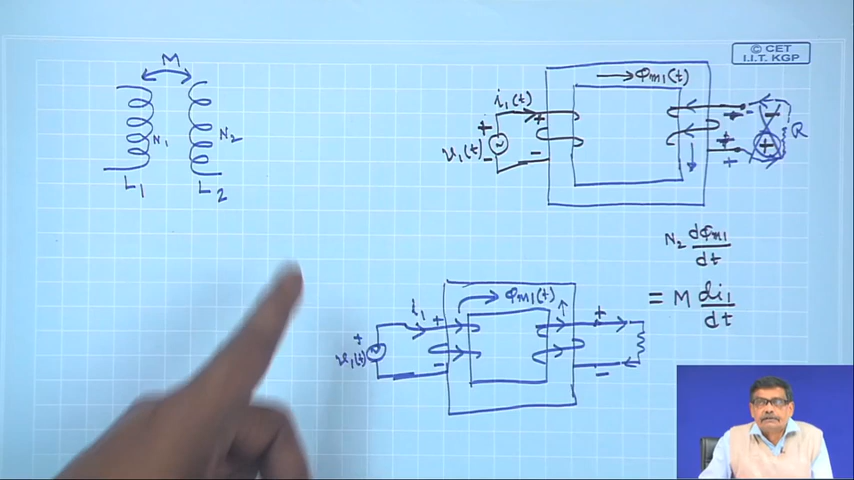 M
N₁
N₂
L₁
L₂
© CET
I.I.T. KGP
i₁(t)
ϕm₁(t)
+
+
v₁(t)
-
-
-
+
+
R
+
N₂ dϕm₁/dt
= M di₁/dt
i₁
ϕm₁(t)
+
+
+
v₁(t)
-
-